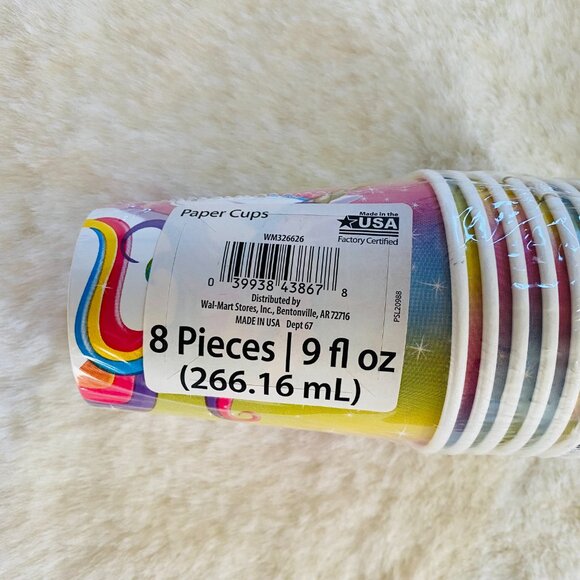 Paper Cups
Made in the
USA
Factory Certified
WM326626
0 39938 43867 8
Distributed by
Wal-Mart Stores, Inc., Bentonville, AR 72716
MADE IN USA Dept 67
PSL20988
8 Pieces | 9 fl oz
(266.16 mL)